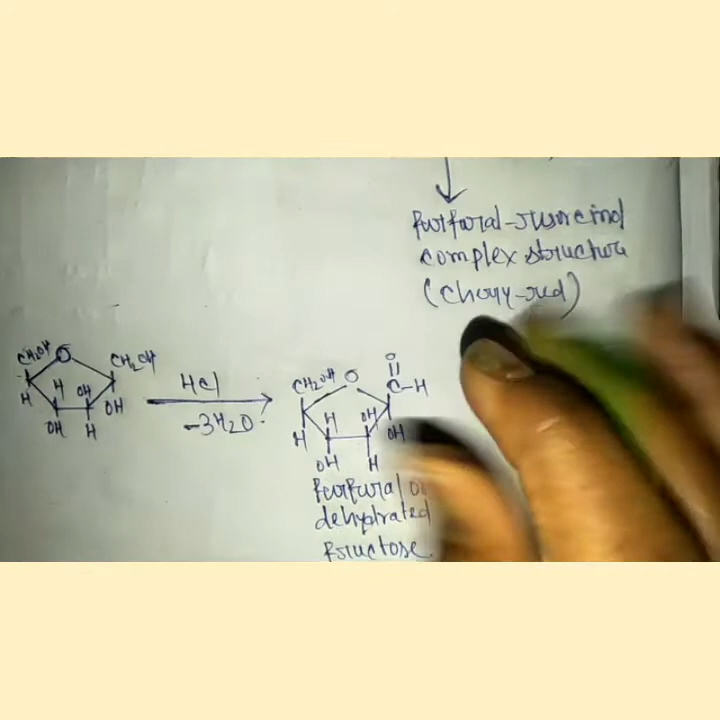 furfural-resorcinol
complex structure
(cherry-red)
CH₂OH O CH₂OH
H H OH OH
OH H
HCl
-3H₂O
CH₂OH O O
C-H
H H OH OH
OH H
furfural or
dehydrated
fructose.